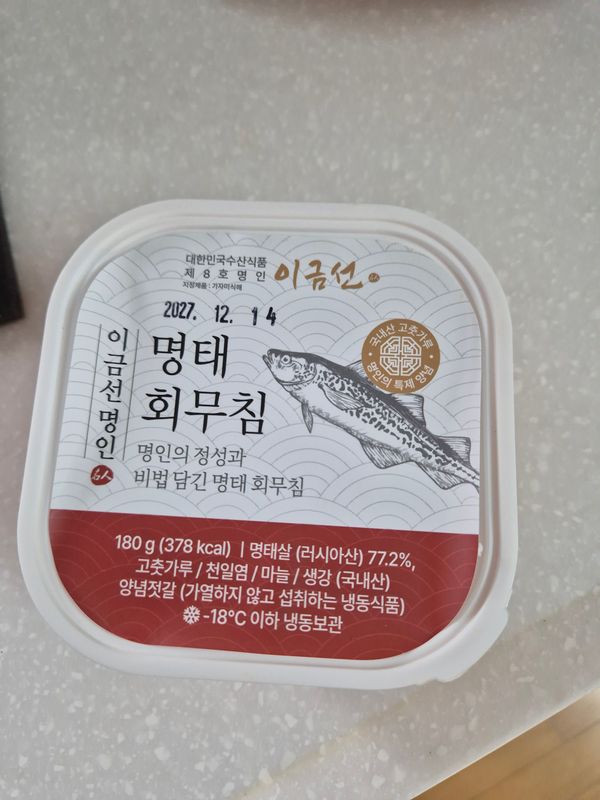 대한민국수산식품
제 8 호 명 인
지정제품 : 가자미식해
이금선
2027. 12. 14
이금선명인
名人
명태
회무침
국내산 고춧가루
명인의 특제 양념
명인의 정성과
비법 담긴 명태 회무침
180 g (378 kcal) | 명태살 (러시아산) 77.2%,
고춧가루 / 천일염 / 마늘 / 생강 (국내산)
양념젓갈 (가열하지 않고 섭취하는 냉동식품)
-18°C 이하 냉동보관